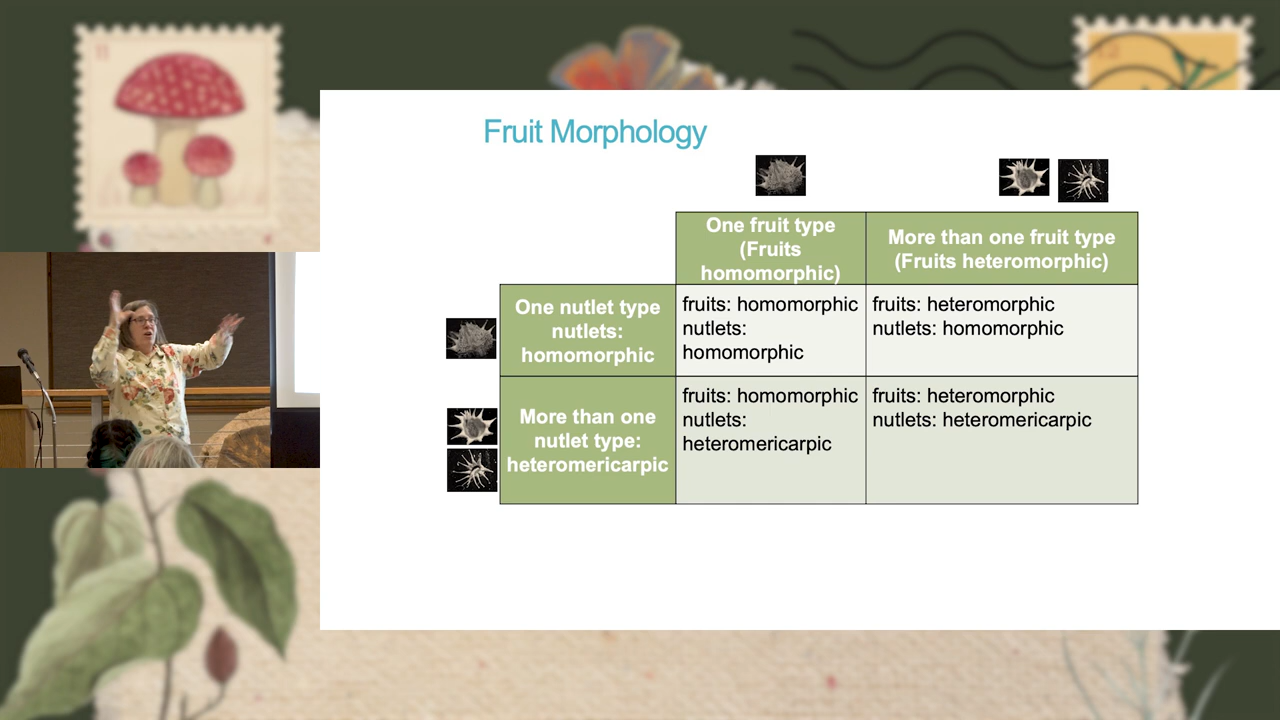 Fruit Morphology
One fruit type
(Fruits
homomorphic)
More than one fruit type
(Fruits heteromorphic)
One nutlet type
nutlets:
homomorphic
fruits: homomorphic
nutlets:
homomorphic
fruits: heteromorphic
nutlets: homomorphic
More than one
nutlet type:
heteromericarpic
fruits: homomorphic
nutlets:
heteromericarpic
fruits: heteromorphic
nutlets: heteromericarpic